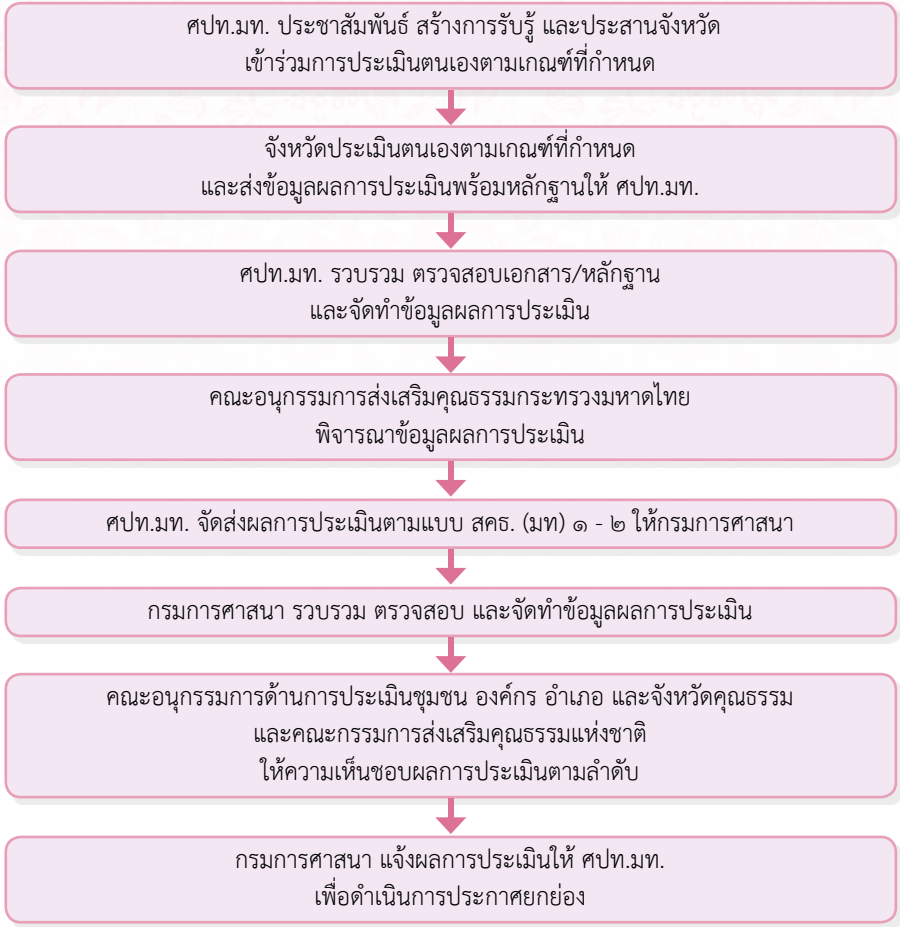 ศปท.มท. ประชาสัมพันธ์ สร้างการรับรู้ และประสานจังหวัด
เข้าร่วมการประเมินตนเองตามเกณฑ์ที่กำหนด
จังหวัดประเมินตนเองตามเกณฑ์ที่กำหนด
และส่งข้อมูลผลการประเมินพร้อมหลักฐานให้ ศปท.มท.
ศปท.มท. รวบรวม ตรวจสอบเอกสาร/หลักฐาน
และจัดทำข้อมูลผลการประเมิน
คณะอนุกรรมการส่งเสริมคุณธรรมกระทรวงมหาดไทย
พิจารณาข้อมูลผลการประเมิน
ศปท.มท. จัดส่งผลการประเมินตามแบบ สคธ. (มท) ๑ - ๒ ให้กรมการศาสนา
กรมการศาสนา รวบรวม ตรวจสอบ และจัดทำข้อมูลผลการประเมิน
คณะอนุกรรมการด้านการประเมินชุมชน องค์กร อำเภอ และจังหวัดคุณธรรม
และคณะกรรมการส่งเสริมคุณธรรมแห่งชาติ
ให้ความเห็นชอบผลการประเมินตามลำดับ
กรมการศาสนา แจ้งผลการประเมินให้ ศปท.มท.
เพื่อดำเนินการประกาศยกย่อง